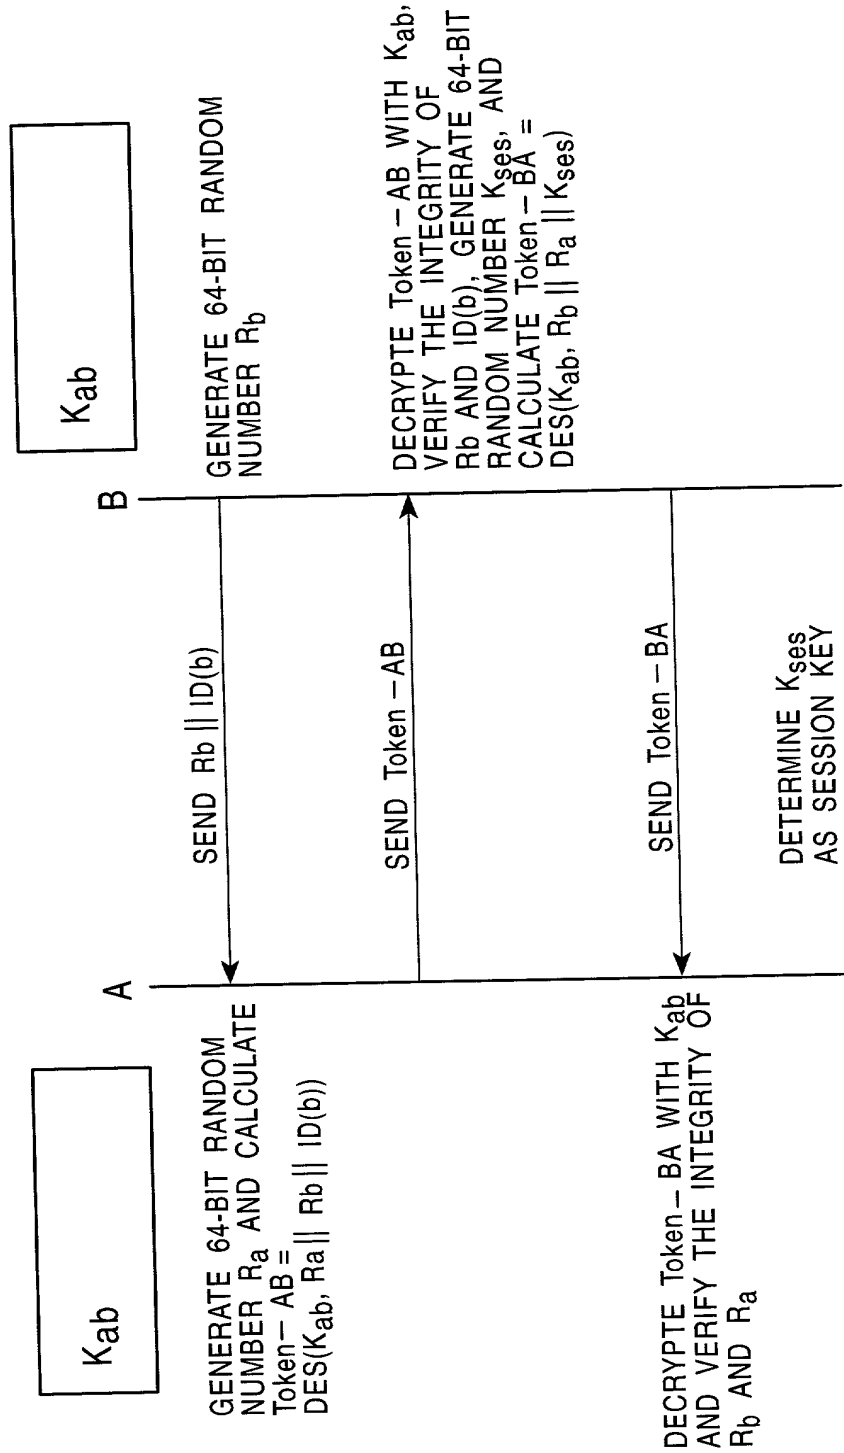 A
B
Kab
Kab
GENERATE 64-BIT RANDOM
NUMBER Rb
SEND Rb || ID(b)
GENERATE 64-BIT RANDOM
NUMBER Ra AND CALCULATE
Token-AB =
DES(Kab, Ra || Rb || ID(b))
SEND Token-AB
DECRYPTE Token-AB WITH Kab,
VERIFY THE INTEGRITY OF
Rb AND ID(b), GENERATE 64-BIT
RANDOM NUMBER Kses, AND
CALCULATE Token-BA =
DES(Kab, Rb || Ra || Kses)
SEND Token-BA
DECRYPTE Token-BA WITH Kab
AND VERIFY THE INTEGRITY OF
Rb AND Ra
DETERMINE Kses
AS SESSION KEY